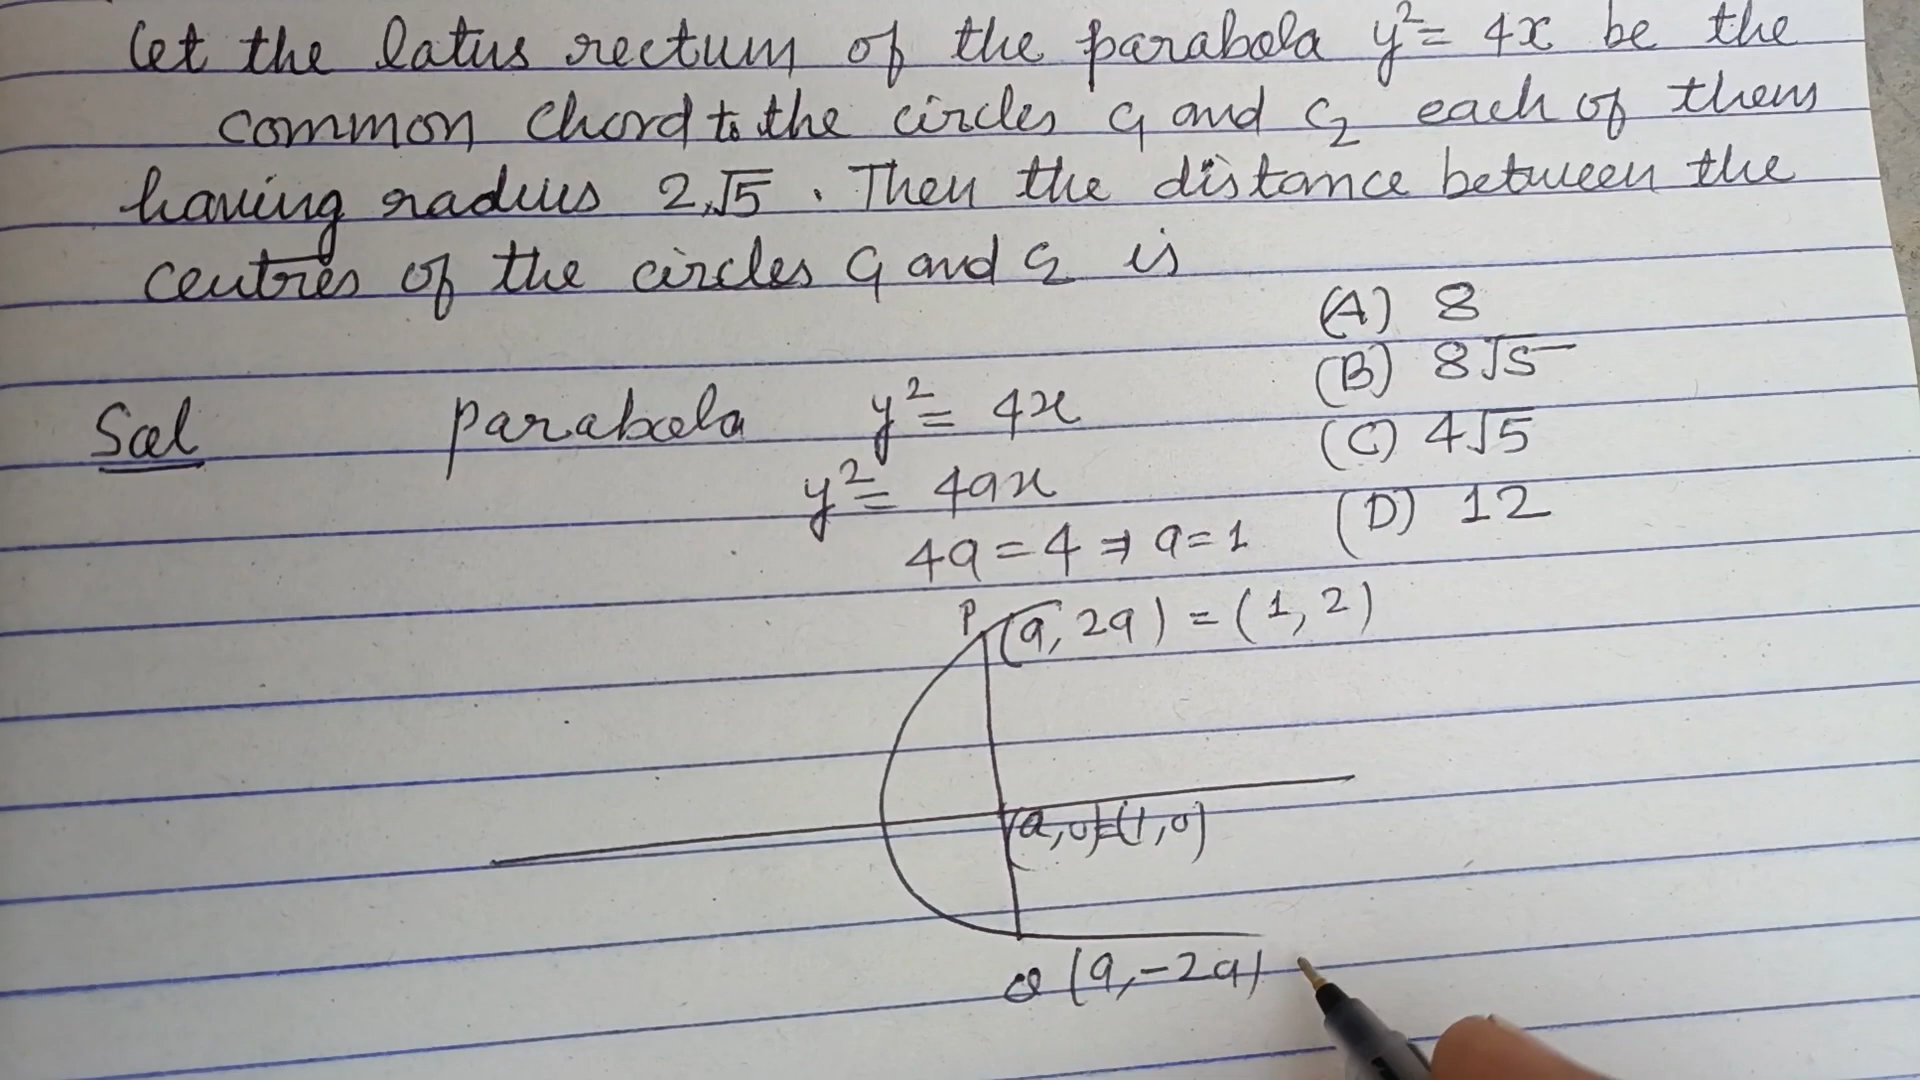 Let the latus rectum of the parabola y² = 4x be the
common chord to the circles C₁ and C₂ each of them
having radius 2√5. Then the distance between the
centres of the circles C₁ and C₂ is
(A) 8
(B) 8√5
(C) 4√5
(D) 12
Sol parabola y² = 4x
y² = 4ax
4a = 4 ⇒ a = 1
P (a, 2a) = (1, 2)
(a, 0) = (1, 0)
Q (a, -2a)